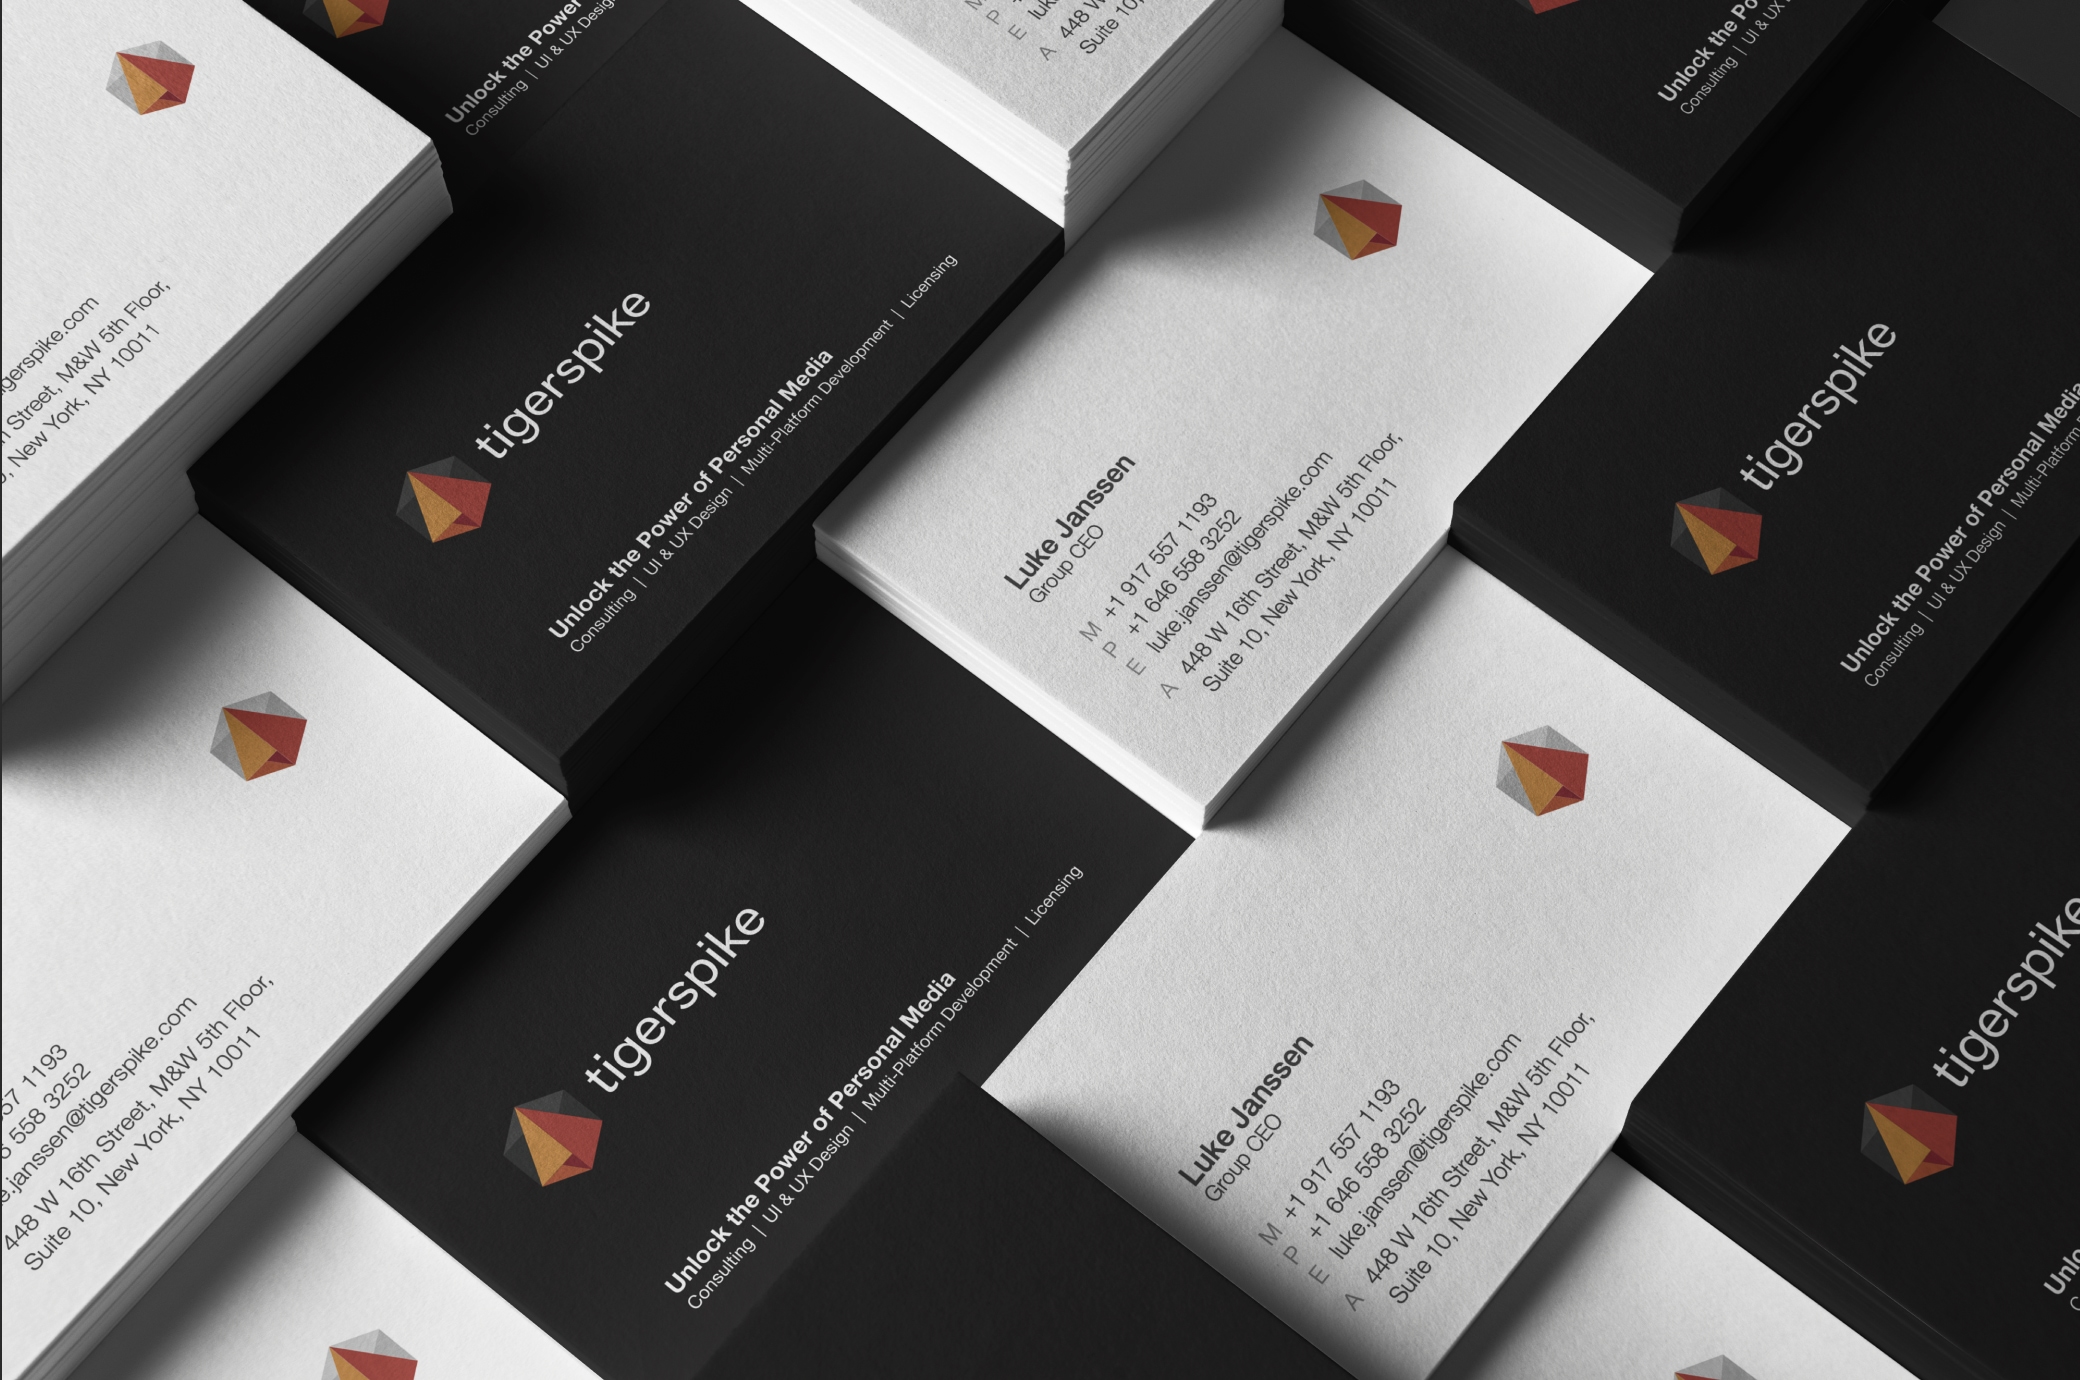 Unlock the Power
Consulting | UI & UX
448 W
Suite 10,
Unlock the
Consulting | UI & UX
tigerspike.com
Street, M&W 5th Floor,
New York, NY 10011
tigerspike
Unlock the Power of Personal Media
Consulting | UI & UX Design | Multi-Platform Development | Licensing
Luke Janssen
Group CEO
M +1 917 557 1193
P +1 646 558 3252
E luke.janssen@tigerspike.com
A 448 W 16th Street, M&W 5th Floor,
Suite 10, New York, NY 10011
tigerspike
Unlock the Power of Personal Media
Consulting | UI & UX Design | Multi-Platform
1193
558 3252
janssen@tigerspike.com
448 W 16th Street, M&W 5th Floor,
Suite 10, New York, NY 10011
tigerspike
Unlock the Power of Personal Media
Consulting | UI & UX Design | Multi-Platform Development | Licensing
Luke Janssen
Group CEO
M +1 917 557 1193
P +1 646 558 3252
E luke.janssen@tigerspike.com
A 448 W 16th Street, M&W 5th Floor,
Suite 10, New York, NY 10011
tigerspike